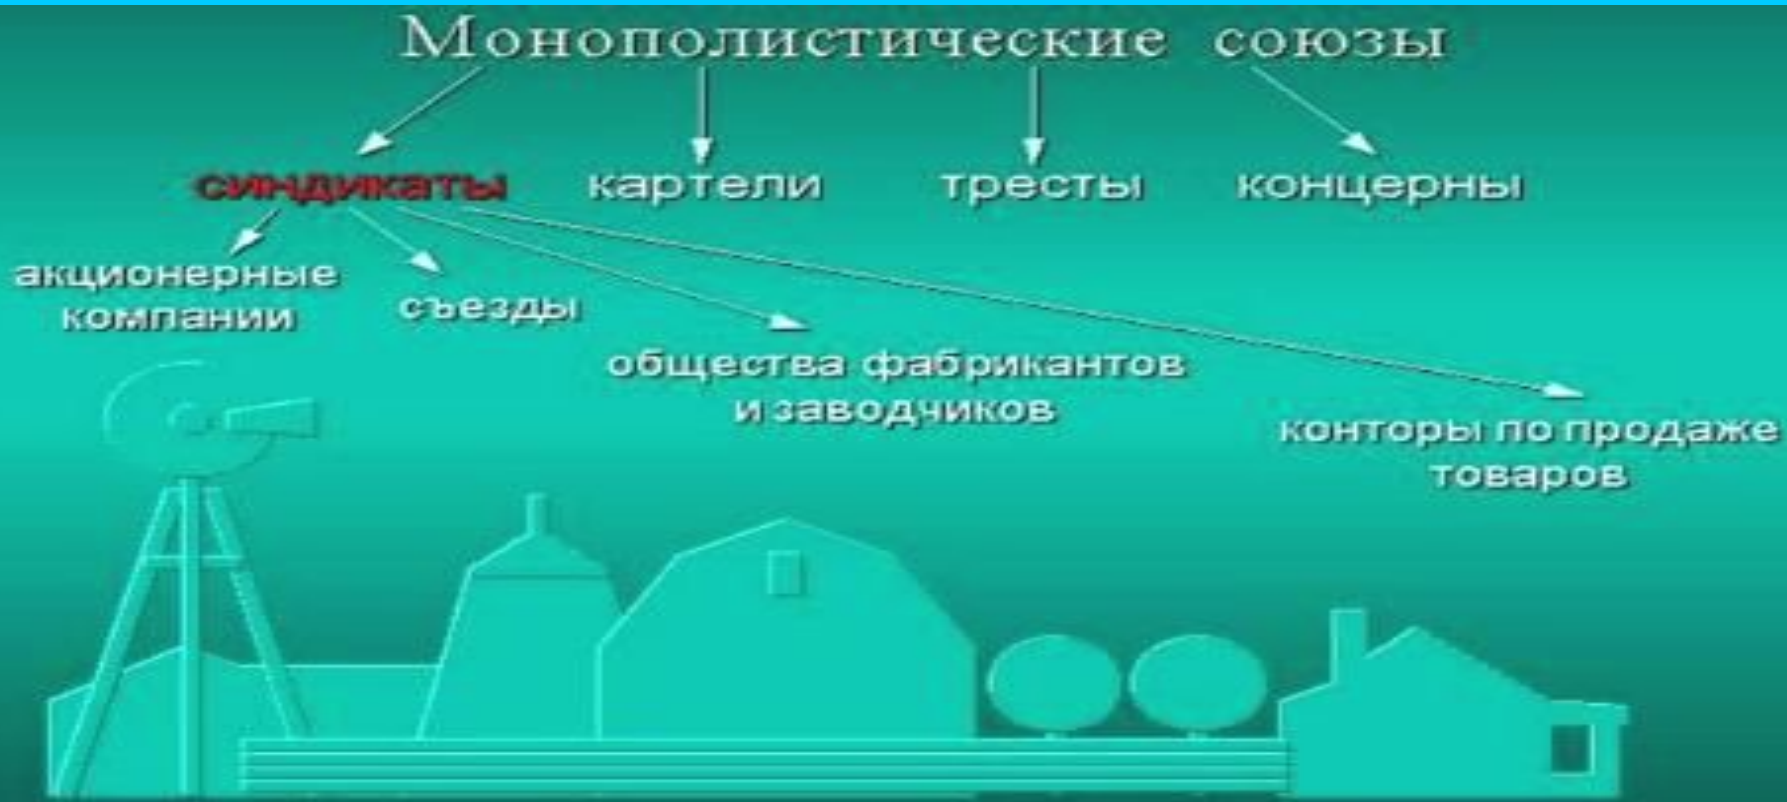 Монополистические союзы
синдикаты картели тресты концерны
акционерные
компании
съезды
общества фабрикантов
и заводчиков
конторы по продаже
товаров